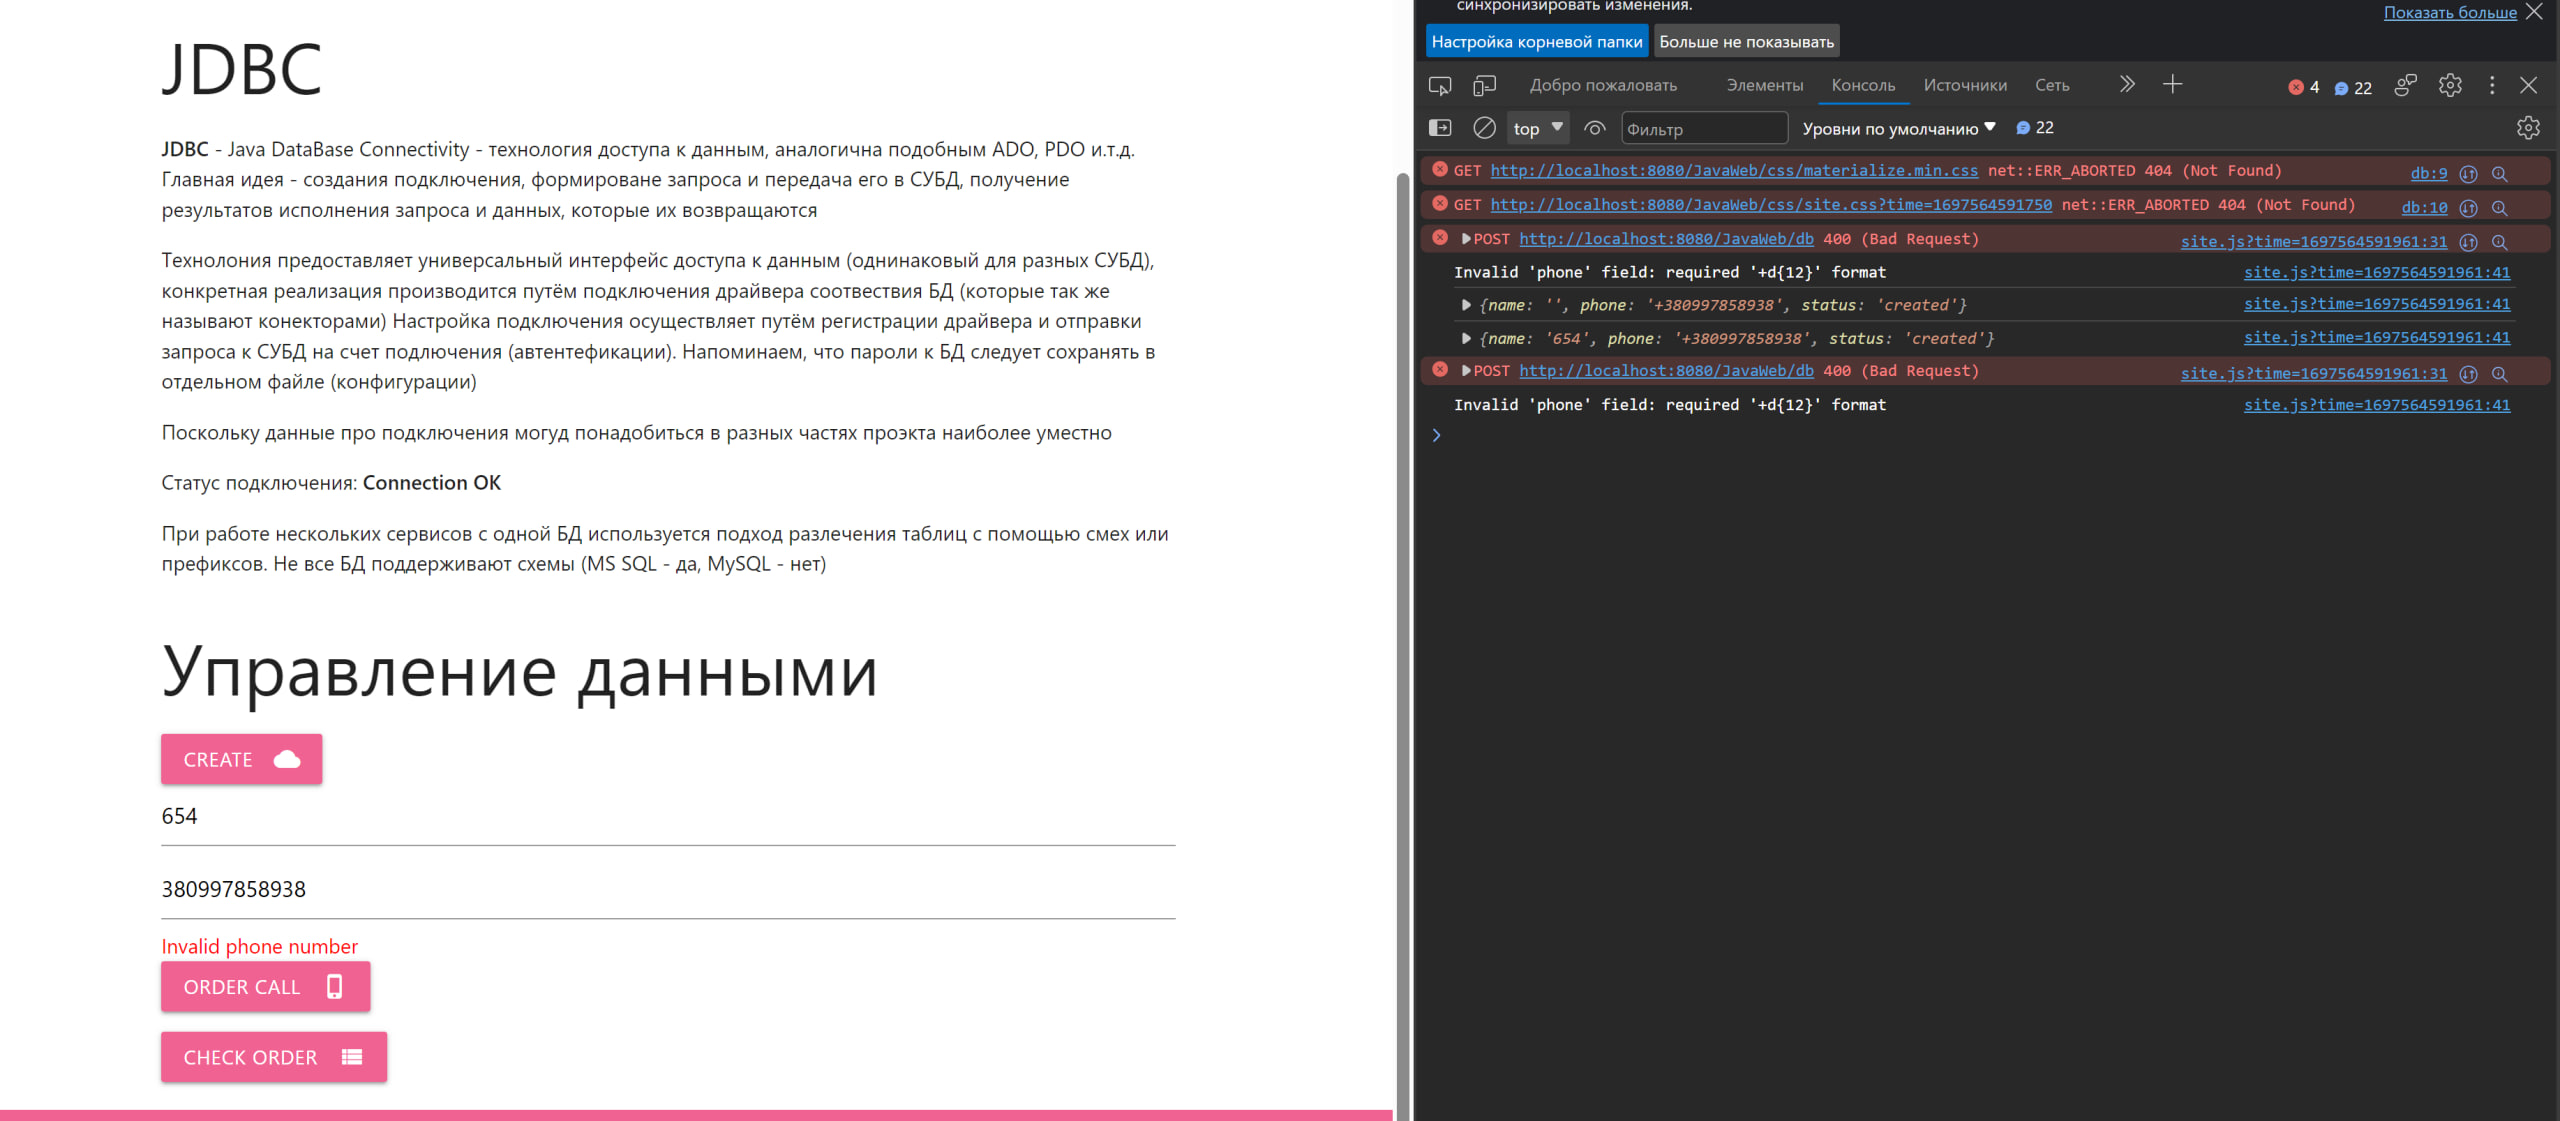 JDBC
JDBC - Java DataBase Connectivity - технология доступа к данным, аналогична подобным ADO, PDO и.т.д.
Главная идея - создания подключения, формироване запроса и передача его в СУБД, получение
результатов исполнения запроса и данных, которые их возвращаются
Технолония предоставляет универсальный интерфейс доступа к данным (однинаковый для разных СУБД),
конкретная реализация производится путём подключения драйвера соотвествия БД (которые так же
называют конекторами) Настройка подключения осуществляет путём регистрации драйвера и отправки
запроса к СУБД на счет подлючения (автентефикации). Напоминаем, что пароли к БД следует сохранять в
отдельном файле (конфигурации)
Поскольку данные про подключения могуд понадобиться в разных частях проэкта наиболее уместно
Статус подключения: Connection OK
При работе нескольких сервисов с одной БД используется подход разлечения таблиц с помощью смех или
префиксов. Не все БД поддерживают схемы (MS SQL - да, MySQL - нет)
Управление данными
CREATE
654
380997858938
Invalid phone number
ORDER CALL
CHECK ORDER
синхронизировать изменения.
Показать больше
Настройка корневой папки Больше не показывать
Добро пожаловать Элементы Консоль Источники Сеть 4 22
top Фильтр Уровни по умолчанию 22
GET http://localhost:8080/JavaWeb/css/materialize.min.css net::ERR_ABORTED 404 (Not Found) db:9
GET http://localhost:8080/JavaWeb/css/site.css?time=1697564591750 net::ERR_ABORTED 404 (Not Found) db:10
POST http://localhost:8080/JavaWeb/db 400 (Bad Request) site.js?time=1697564591961:31
Invalid 'phone' field: required '+d{12}' format site.js?time=1697564591961:41
{name: '', phone: '+380997858938', status: 'created'} site.js?time=1697564591961:41
{name: '654', phone: '+380997858938', status: 'created'} site.js?time=1697564591961:41
POST http://localhost:8080/JavaWeb/db 400 (Bad Request) site.js?time=1697564591961:31
Invalid 'phone' field: required '+d{12}' format site.js?time=1697564591961:41